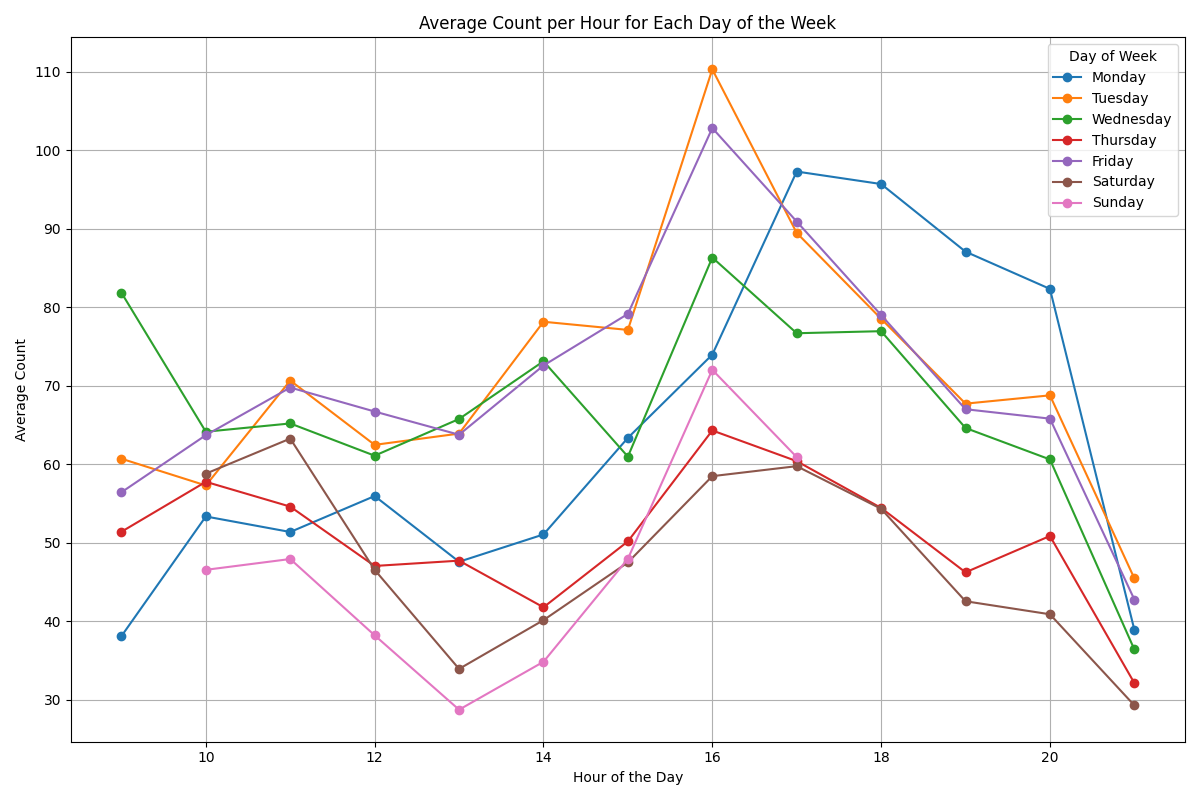 Average Count per Hour for Each Day of the Week
Day of Week
Monday
Tuesday
Wednesday
Thursday
Friday
Saturday
Sunday
Average Count
110
100
90
80
70
60
50
40
30
10 12 14 16 18 20
Hour of the Day